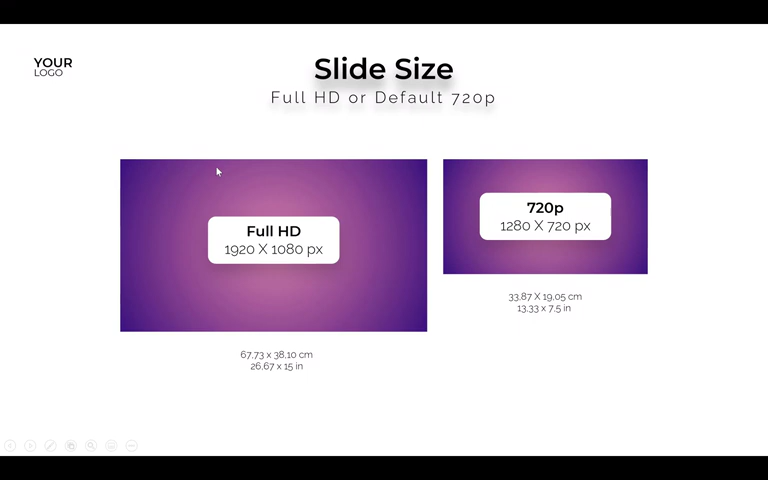 YOUR
LOGO
Slide Size
Full HD or Default 720p
Full HD
1920 X 1080 px
67,73 x 38,10 cm
26,67 x 15 in
720p
1280 X 720 px
33,87 X 19,05 cm
13,33 x 7,5 in